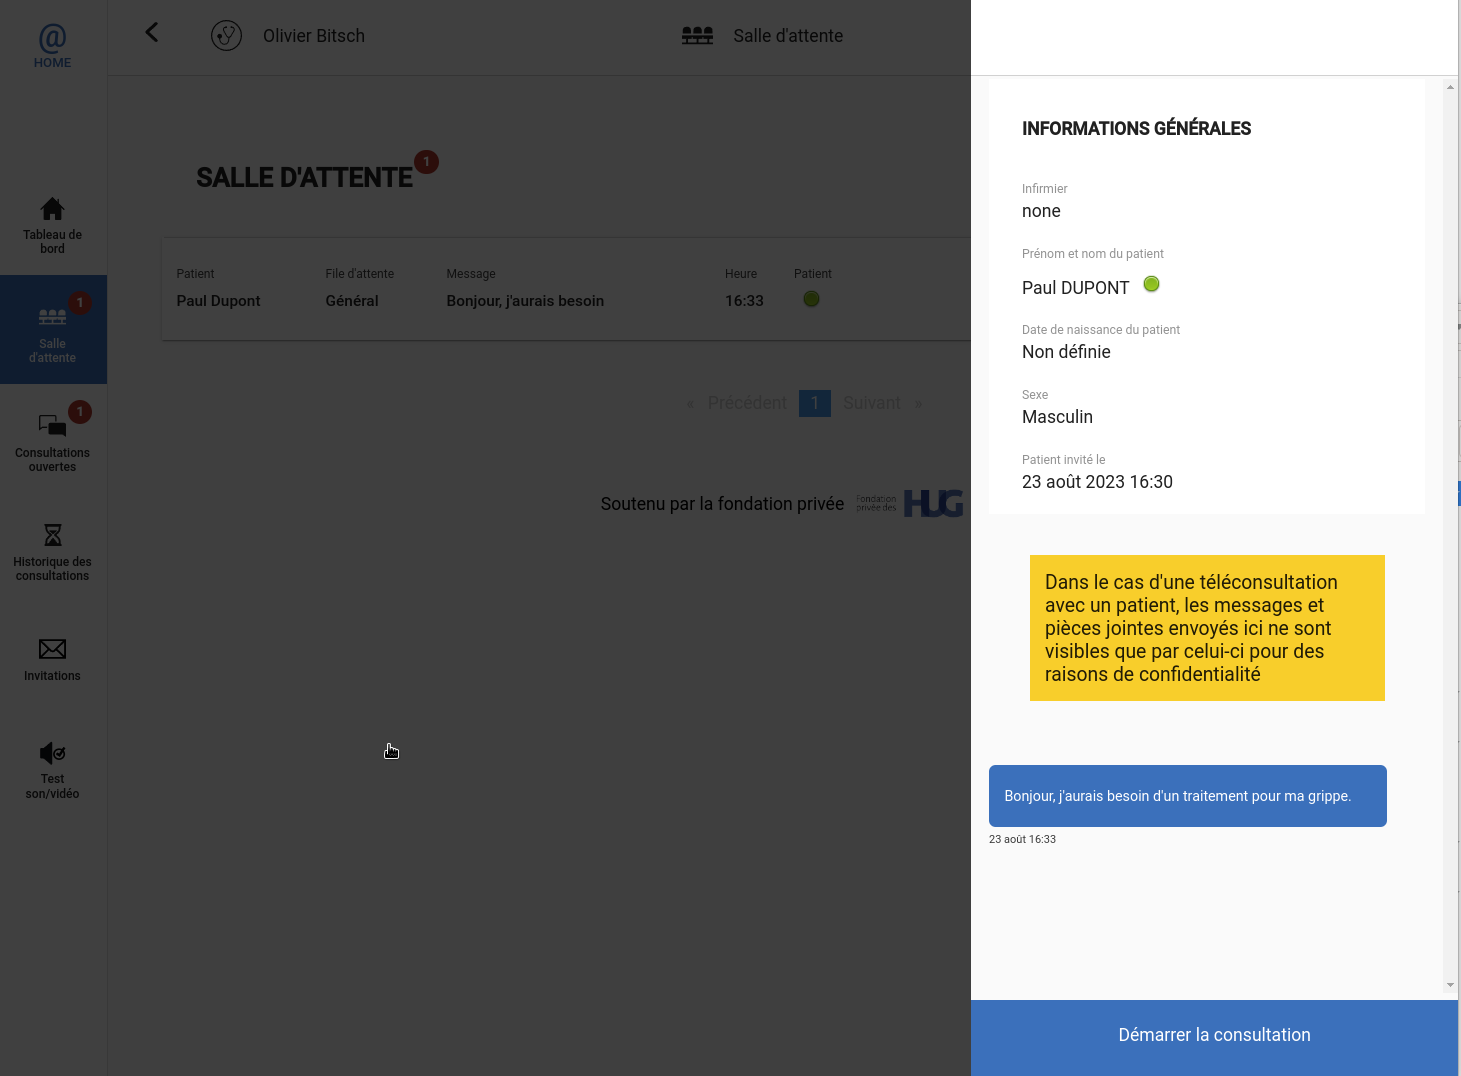 @
HOME
Olivier Bitsch
Salle d'attente
Tableau de
bord
1
Salle
d'attente
1
Consultations
ouvertes
Historique des
consultations
Invitations
Test
son/vidéo
SALLE D'ATTENTE 1
Patient File d'attente Message Heure Patient
Paul Dupont Général Bonjour, j'aurais besoin 16:33
« Précédent 1 Suivant »
Soutenu par la fondation privée
Fondation
privée des
HUG
INFORMATIONS GÉNÉRALES
Infirmier
none
Prénom et nom du patient
Paul DUPONT
Date de naissance du patient
Non définie
Sexe
Masculin
Patient invité le
23 août 2023 16:30
Dans le cas d'une téléconsultation
avec un patient, les messages et
pièces jointes envoyés ici ne sont
visibles que par celui-ci pour des
raisons de confidentialité
Bonjour, j'aurais besoin d'un traitement pour ma grippe.
23 août 16:33
Démarrer la consultation